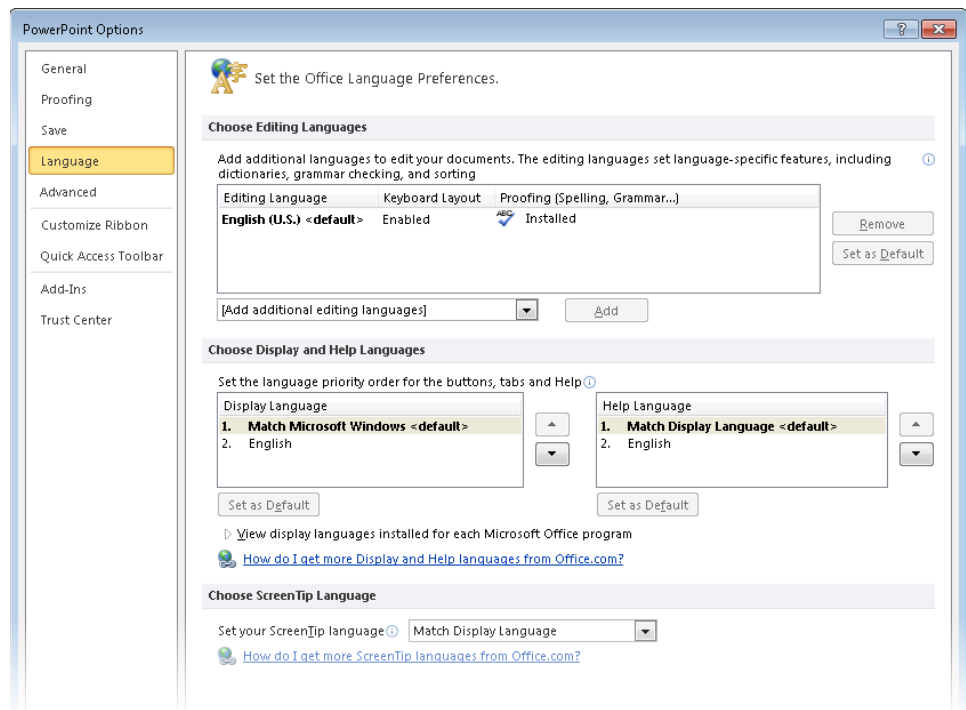 PowerPoint Options
General
Proofing
Save
Language
Advanced
Customize Ribbon
Quick Access Toolbar
Add-Ins
Trust Center
Set the Office Language Preferences.
Choose Editing Languages
Add additional languages to edit your documents. The editing languages set language-specific features, including
dictionaries, grammar checking, and sorting
Editing Language Keyboard Layout Proofing (Spelling, Grammar...)
English (U.S.) <default> Enabled ABC Installed
Remove
Set as Default
[Add additional editing languages] Add
Choose Display and Help Languages
Set the language priority order for the buttons, tabs and Help
Display Language
1. Match Microsoft Windows <default>
2. English
Set as Default
Help Language
1. Match Display Language <default>
2. English
Set as Default
View display languages installed for each Microsoft Office program
How do I get more Display and Help languages from Office.com?
Choose ScreenTip Language
Set your ScreenTip language Match Display Language
How do I get more ScreenTip languages from Office.com?